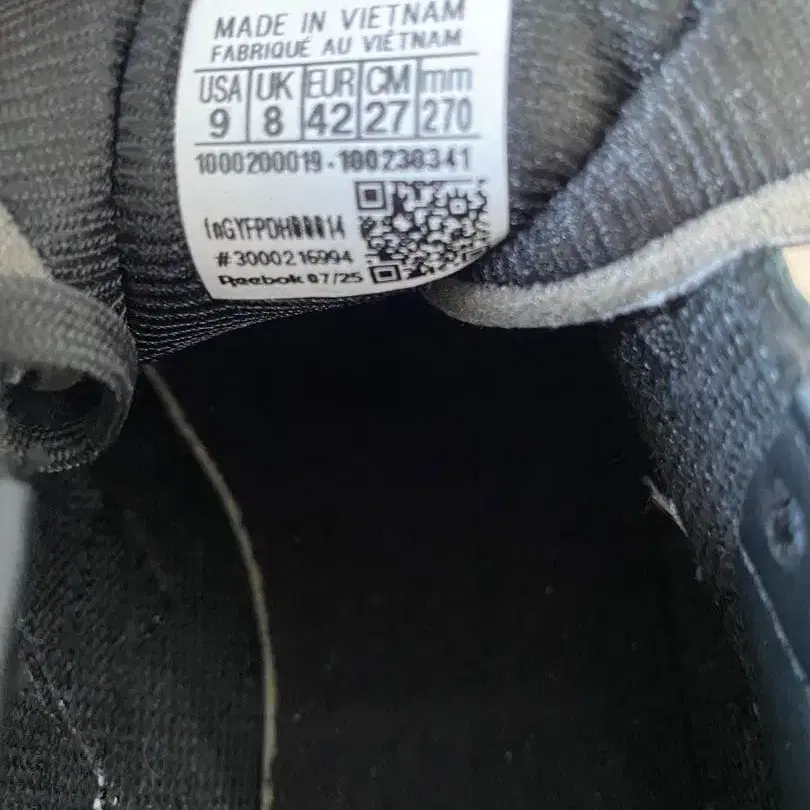 MADE IN VIETNAM
FABRIQUÉ AU VIÊTNAM
USA UK EUR CM mm
9 8 42 27 270
1000200019-100238341
#3000216994
Reebok 07/25